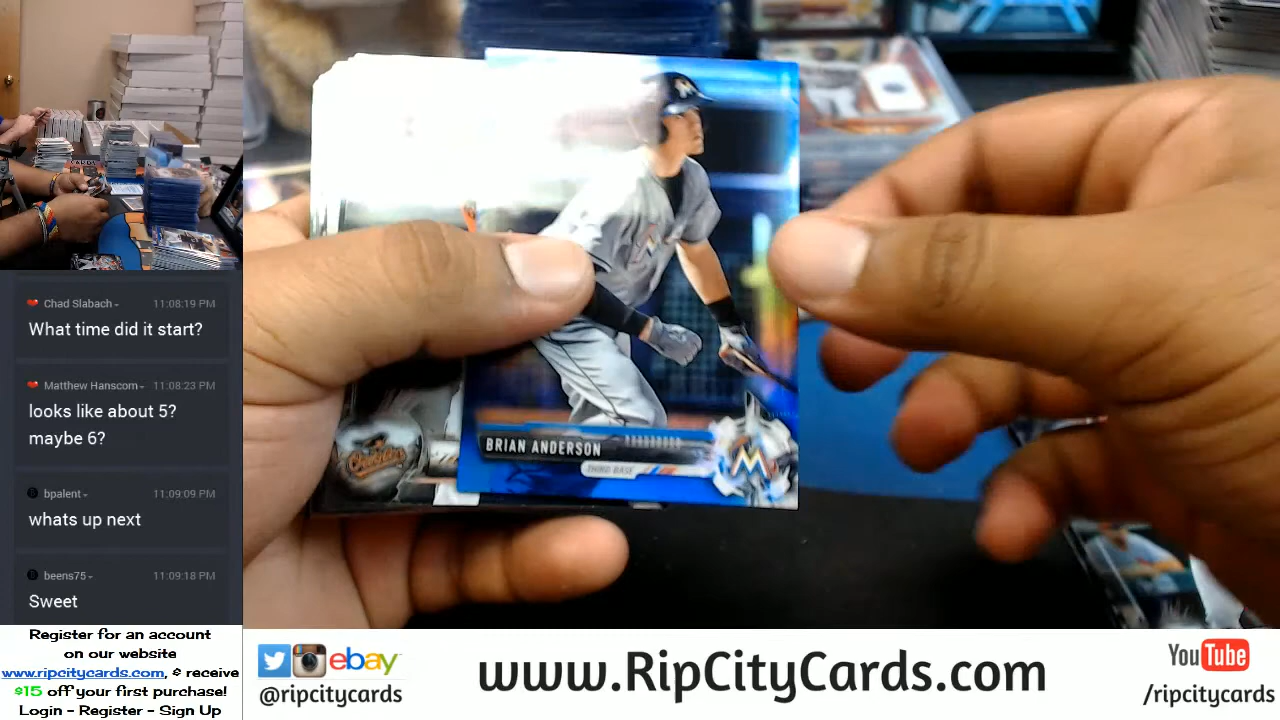 Chad Slabach
11:08:19 PM
What time did it start?
Matthew Hanscom
11:08:23 PM
looks like about 5?
maybe 6?
bpalent
11:09:09 PM
whats up next
beens75
11:09:18 PM
Sweet
Register for an account
on our website
www.ripcitycards.com, & receive
$15 off your first purchase!
Login - Register - Sign Up
BRIAN ANDERSON
THIRD BASE
Orioles
ebay
@ripcitycards
www.RipCityCards.com
YouTube
/ripcitycards